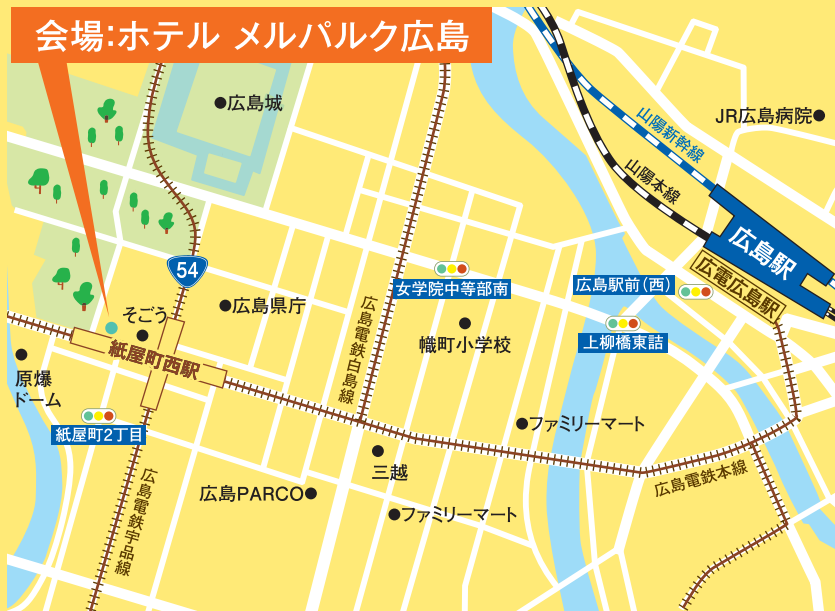 会場:ホテル メルパルク広島
広島城
JR広島病院
山陽新幹線
山陽本線
広島駅
広電広島駅
54
女学院中等部南
広島駅前(西)
そごう
広島県庁
広島電鉄白島線
幟町小学校
上柳橋東詰
紙屋町西駅
原爆
ドーム
紙屋町2丁目
ファミリーマート
三越
広島電鉄本線
広島電鉄宇品線
広島PARCO
ファミリーマート